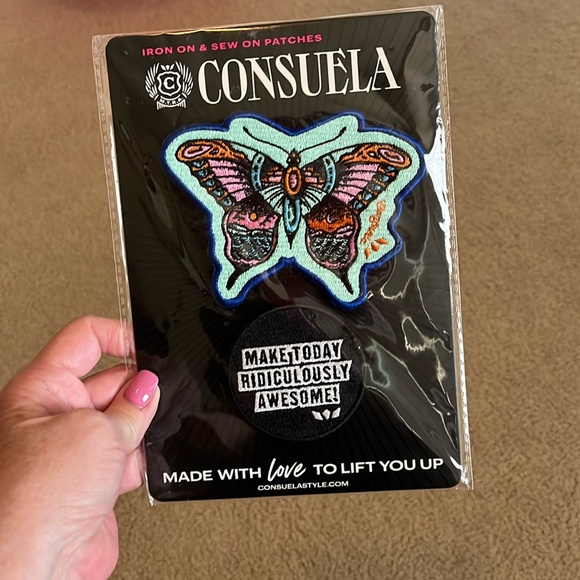 IRON ON & SEW ON PATCHES
CONSUELA
MAKE TODAY
RIDICULOUSLY
AWESOME!
MADE WITH love TO LIFT YOU UP
CONSUELASTYLE.COM